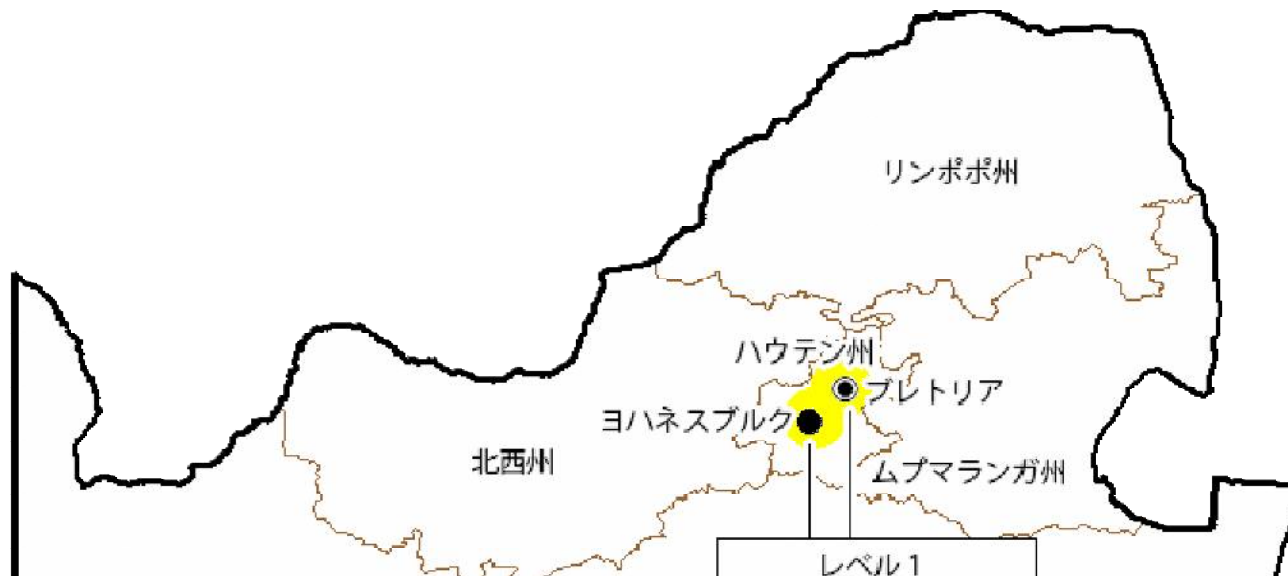 リンポポ州
ハウテン州
プレトリア
ヨハネスブルク
北西州
ムプマランガ州
レベル1